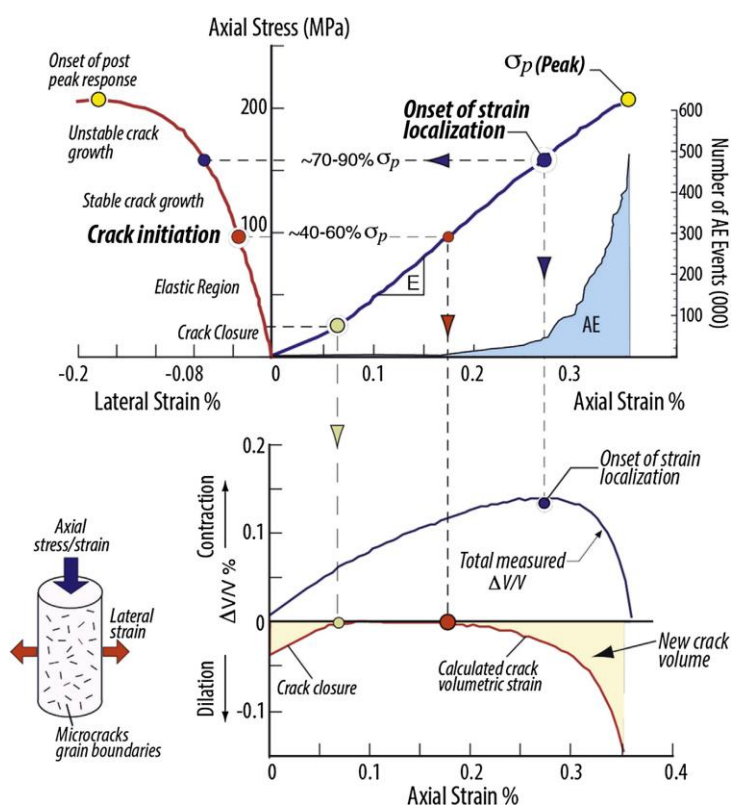 Axial Stress (MPa)
Onset of post
peak response
σp (Peak)
200
600
Unstable crack
growth
Onset of strain
localization
500
~70-90% σp
400
Stable crack growth
Number of AE Events (000)
100
Crack initiation
~40-60% σp
300
Elastic Region
E
200
Crack Closure
AE
100
-0.2
-0.08
0
0.1
0.2
0.3
Lateral Strain %
Axial Strain %
0.2
Onset of strain
localization
Contraction
0.1
Axial
stress/strain
Total measured
ΔV/V
ΔV/V %
Lateral
strain
0
New crack
volume
Crack closure
Calculated crack
volumetric strain
Dilation
-0.1
Microcracks
grain boundaries
0
0.1
0.2
0.3
0.4
Axial Strain %